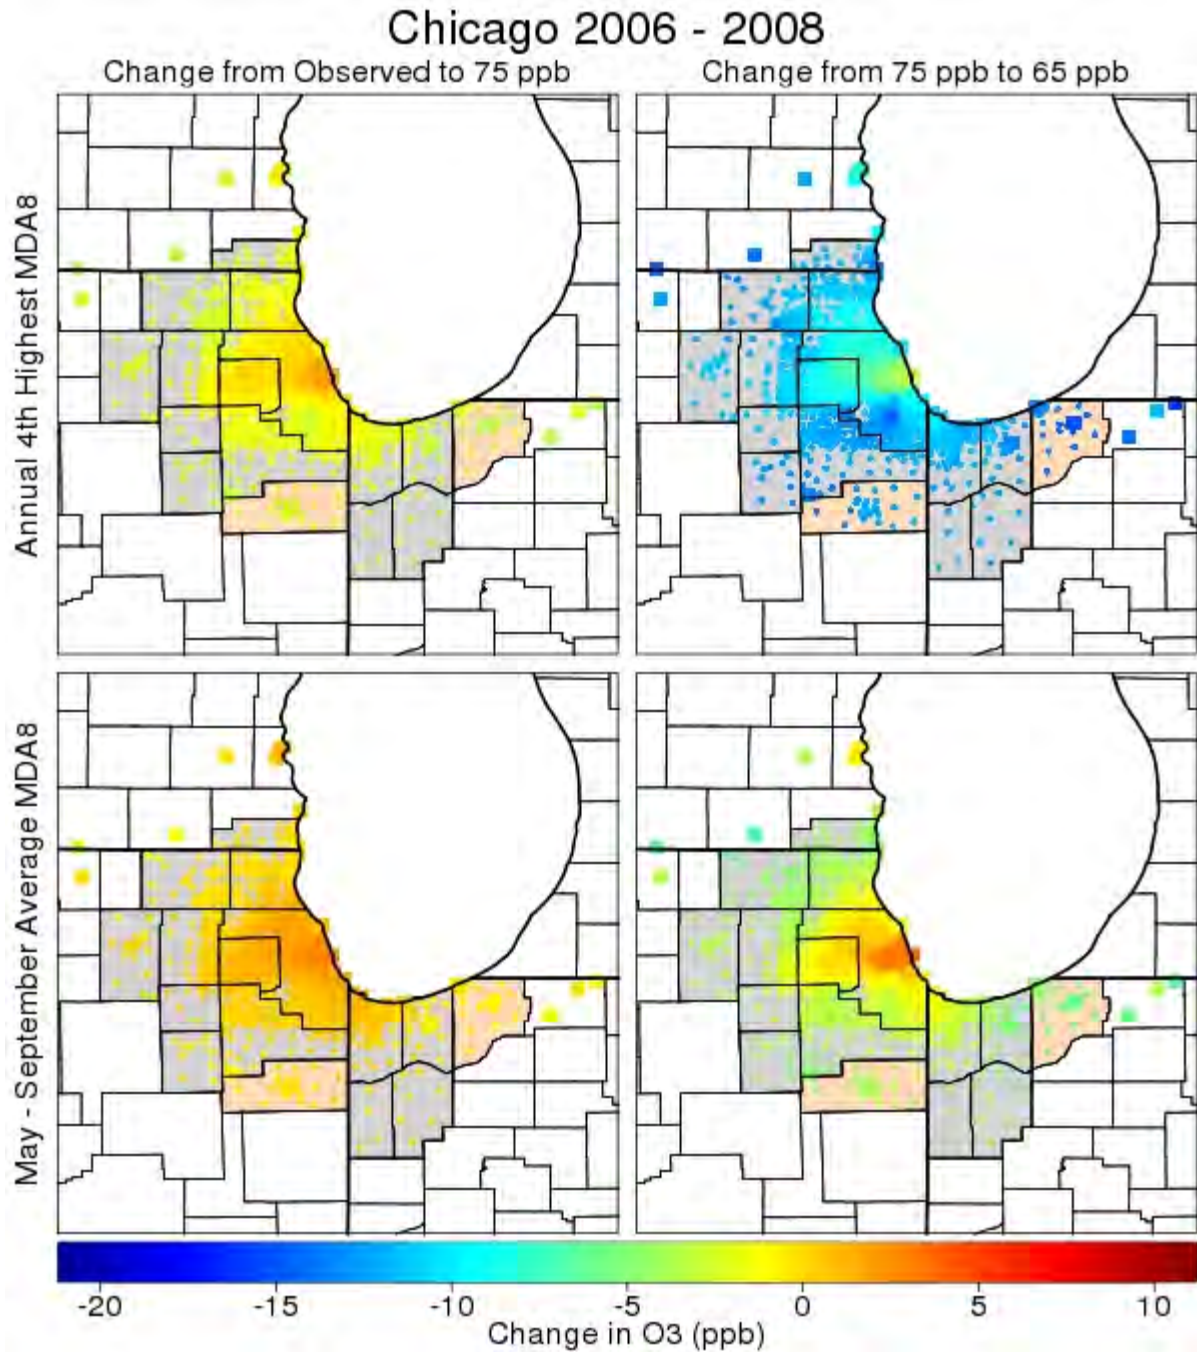 Chicago 2006 - 2008
Change from Observed to 75 ppb
Change from 75 ppb to 65 ppb
Annual 4th Highest MDA8
May - September Average MDA8
-20 -15 -10 -5 0 5 10
Change in O3 (ppb)